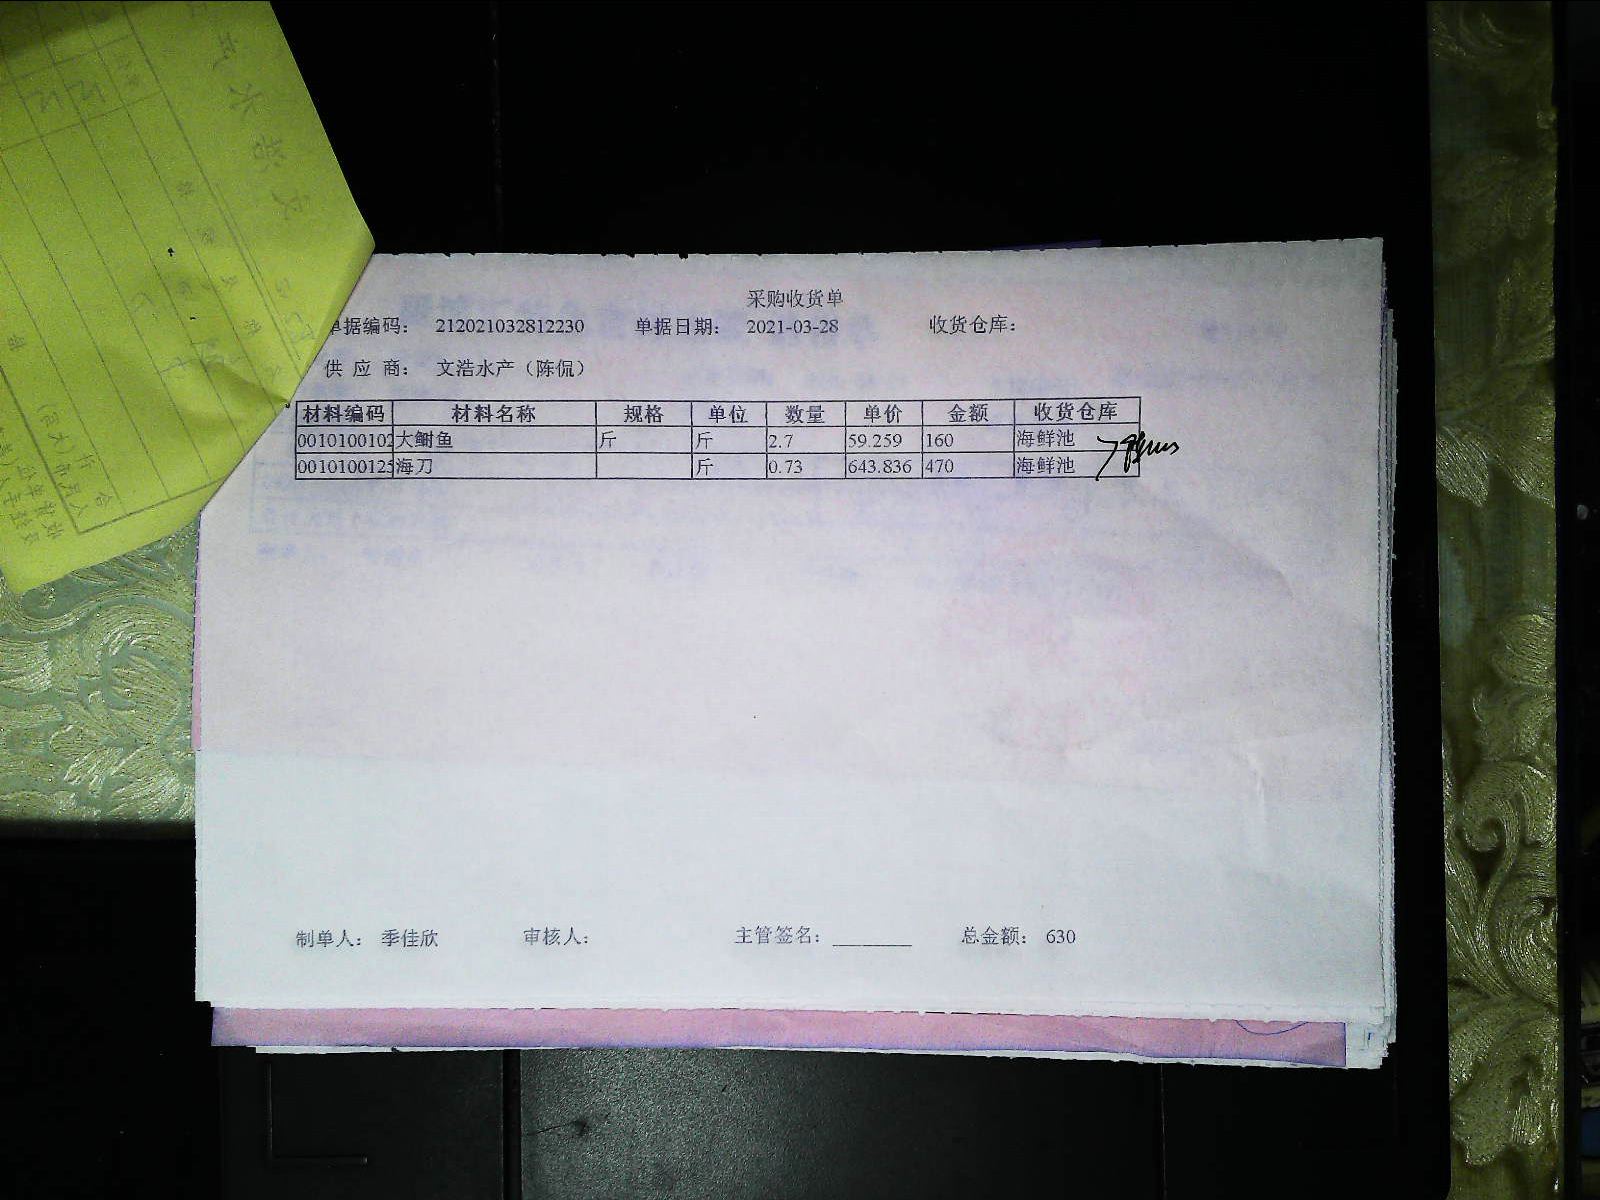 采购收货单
单据编码： 212021032812230 单据日期： 2021-03-28 收货仓库：
供 应 商： 文浩水产（陈侃）
材料编码 材料名称 规格 单位 数量 单价 金额 收货仓库
0010100102 大鲥鱼 斤 斤 2.7 59.259 160 海鲜池
0010100125 海刀 斤 0.73 643.836 470 海鲜池
制单人： 季佳欣 审核人： 主管签名： 总金额： 630